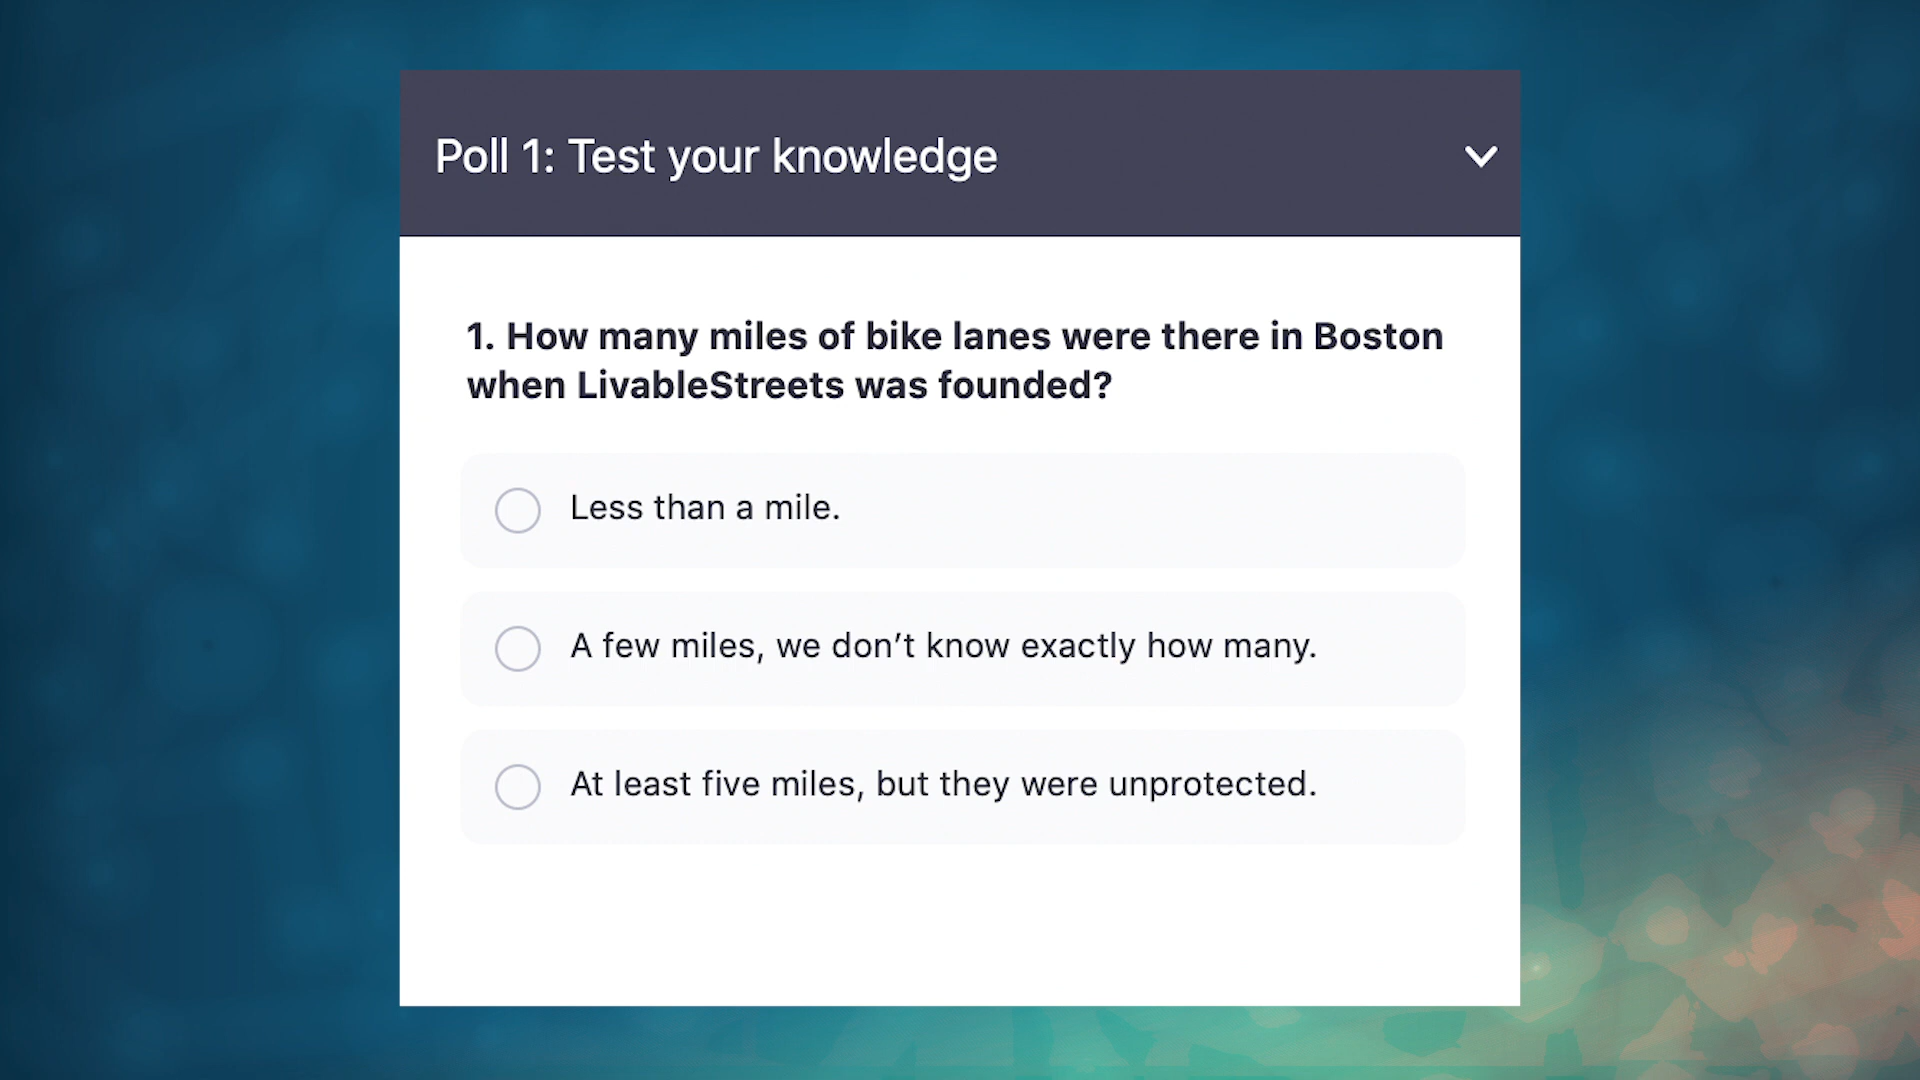 Poll 1: Test your knowledge
1. How many miles of bike lanes were there in Boston
when LivableStreets was founded?
Less than a mile.
A few miles, we don’t know exactly how many.
At least five miles, but they were unprotected.